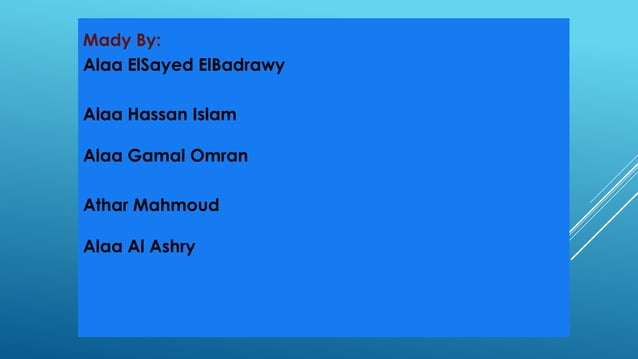 Mady By:
Alaa ElSayed ElBadrawy
Alaa Hassan Islam
Alaa Gamal Omran
Athar Mahmoud
Alaa Al Ashry